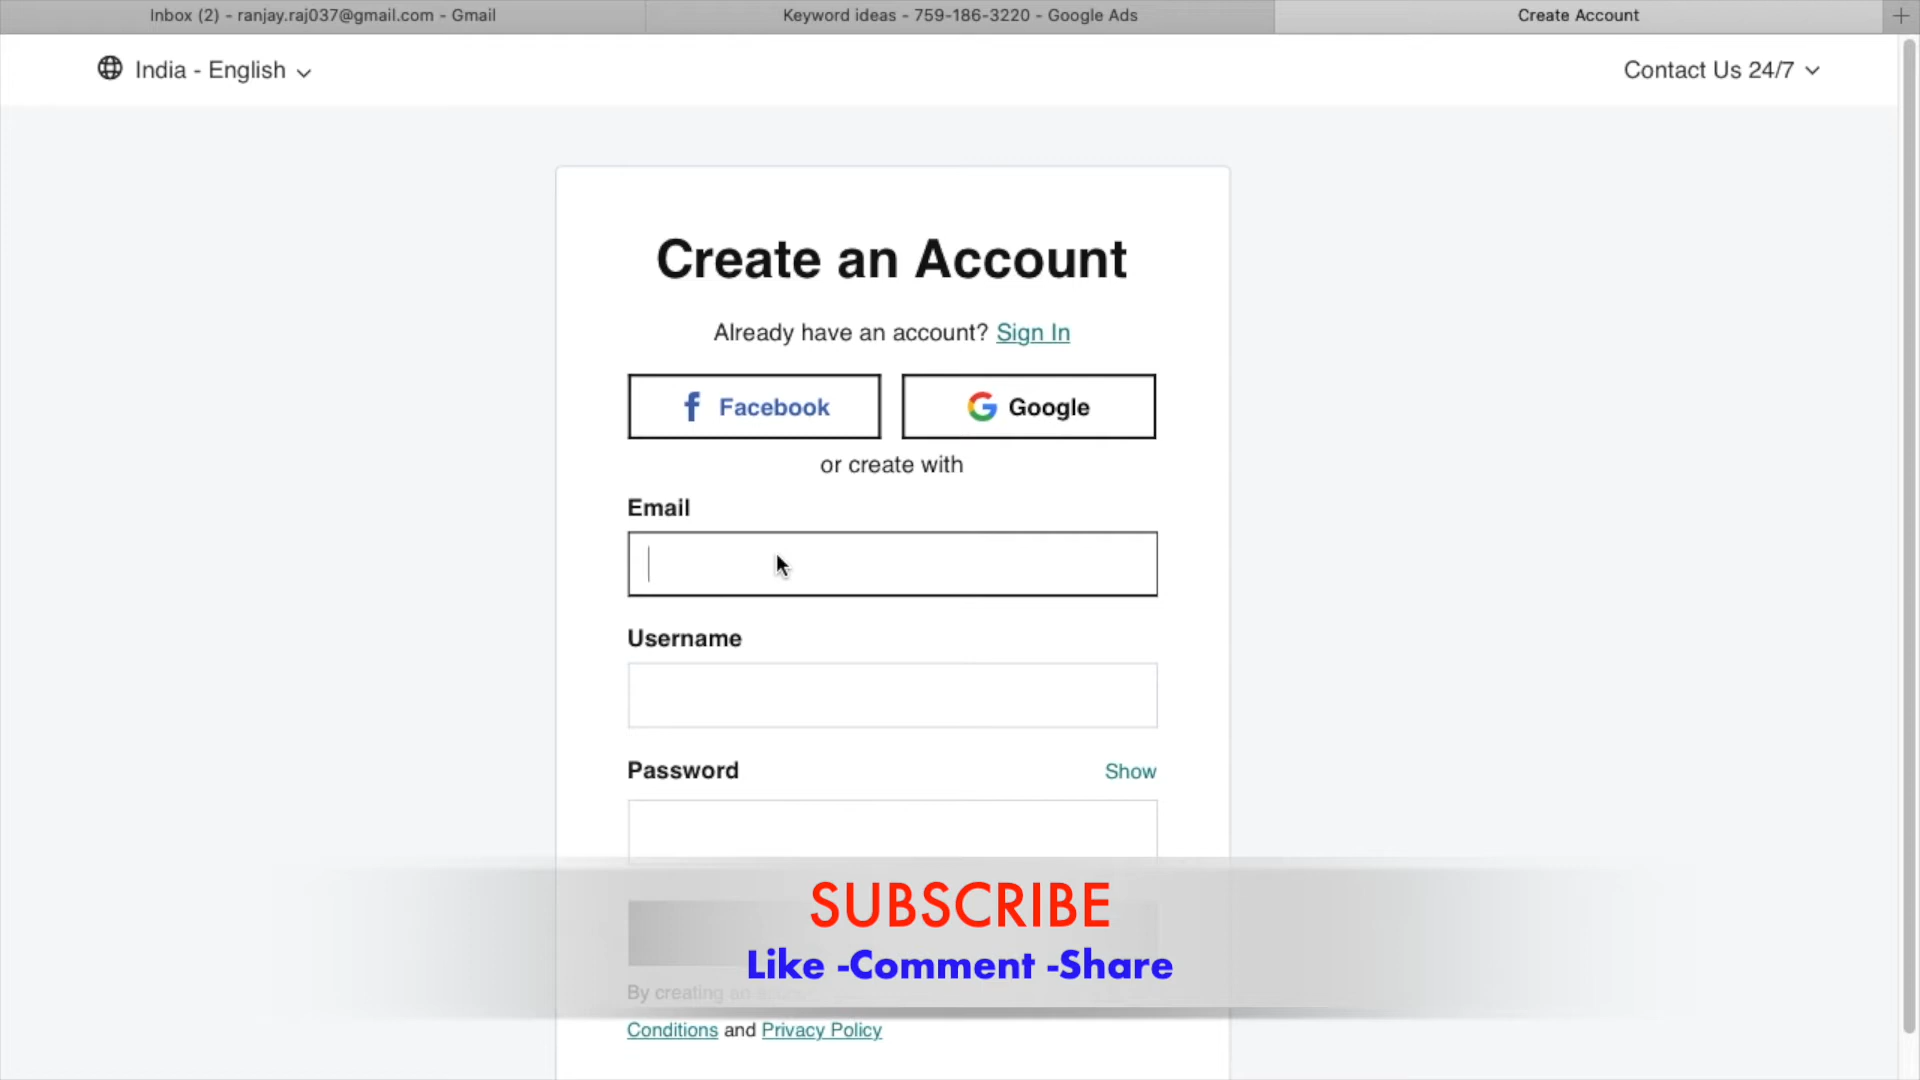 Inbox (2) - ranjay.raj037@gmail.com - Gmail
Keyword ideas - 759-186-3220 - Google Ads
Create Account
India - English
Contact Us 24/7
Create an Account
Already have an account? Sign In
Facebook
Google
or create with
Email
Username
Password
Show
SUBSCRIBE
Like -Comment -Share
By creating an
Conditions and Privacy Policy